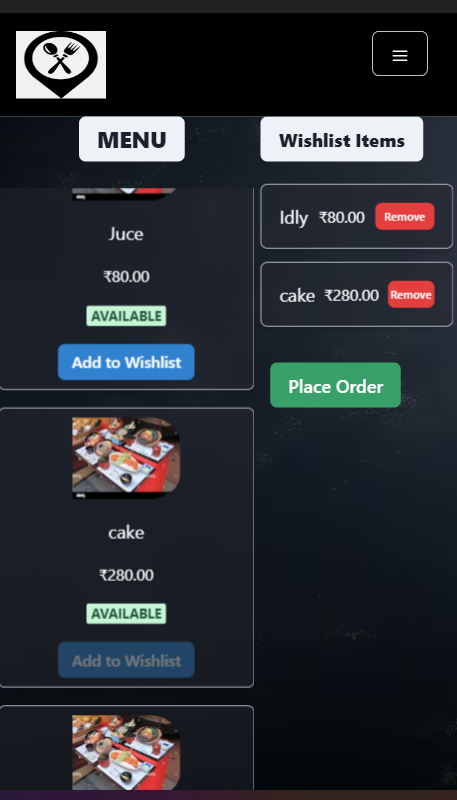 MENU
Wishlist Items
Juce
₹80.00
AVAILABLE
Add to Wishlist
cake
₹280.00
AVAILABLE
Add to Wishlist
Idly ₹80.00 Remove
cake ₹280.00 Remove
Place Order